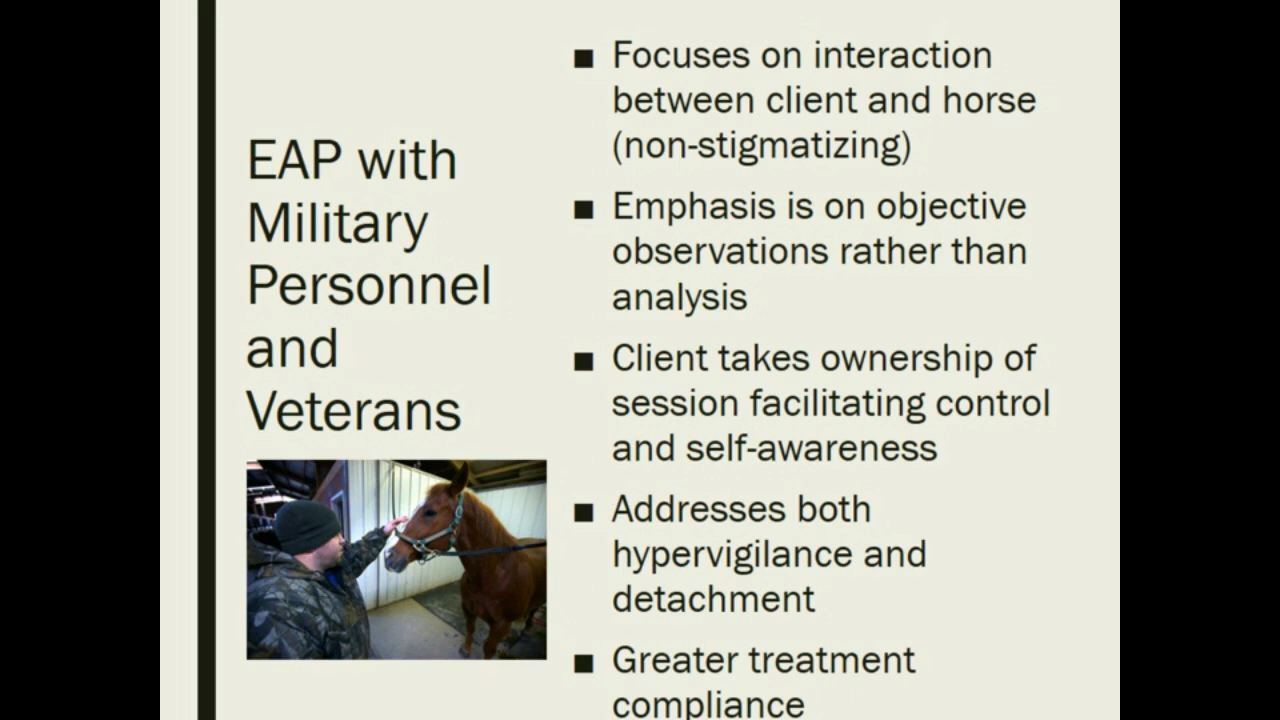 EAP with
Military
Personnel
and
Veterans
■ Focuses on interaction
between client and horse
(non-stigmatizing)
■ Emphasis is on objective
observations rather than
analysis
■ Client takes ownership of
session facilitating control
and self-awareness
■ Addresses both
hypervigilance and
detachment
■ Greater treatment
compliance